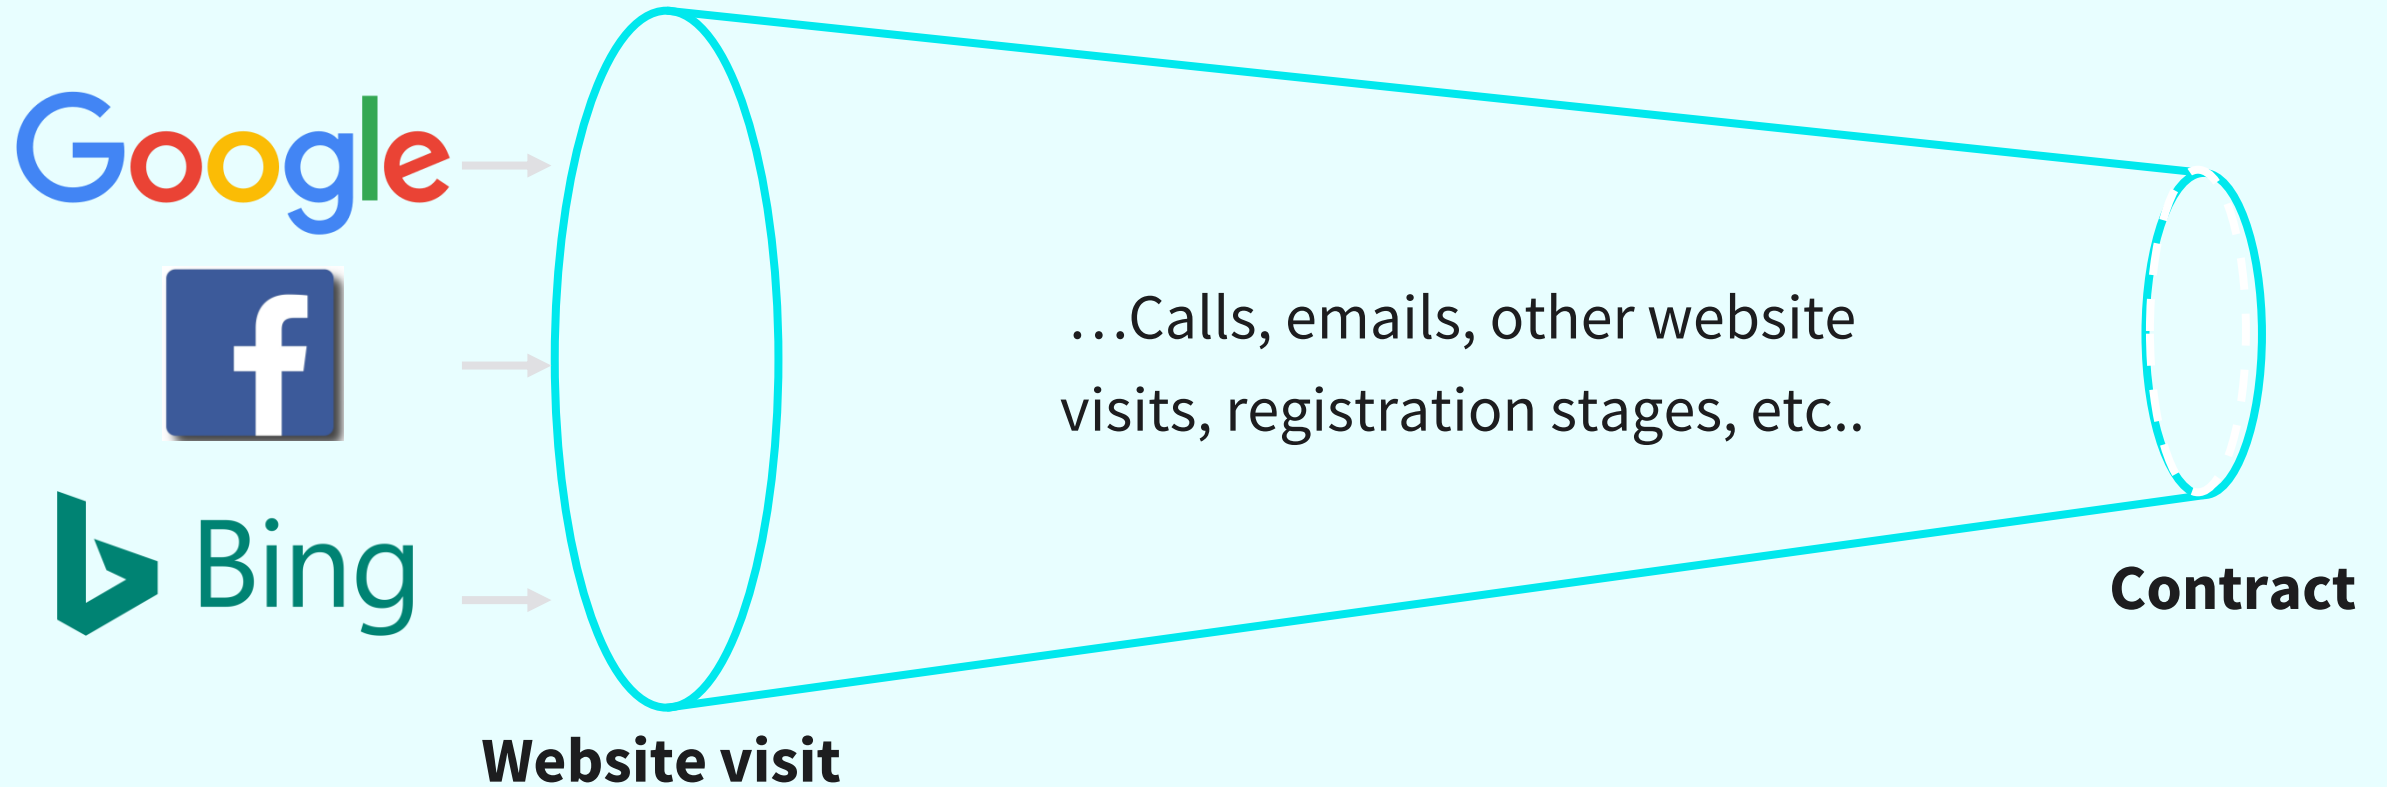 Google
f
Bing
…Calls, emails, other website
visits, registration stages, etc..
Contract
Website visit